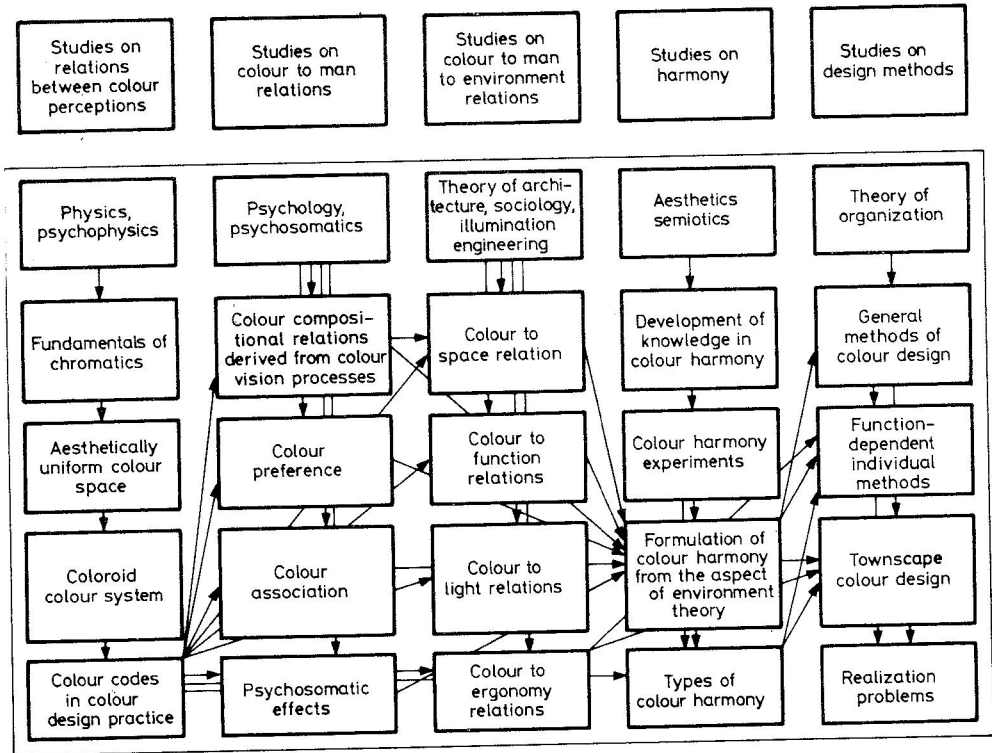 Studies on
relations
between colour
perceptions
Studies on
colour to man
relations
Studies on
colour to man
to environment
relations
Studies on
harmony
Studies on
design methods
Physics,
psychophysics
Psychology,
psychosomatics
Theory of archi-
tecture, sociology,
illumination
engineering
Aesthetics
semiotics
Theory of
organization
Fundamentals of
chromatics
Colour composi-
tional relations
derived from colour
vision processes
Colour to
space relation
Development of
knowledge in
colour harmony
General
methods of
colour design
Aesthetically
uniform colour
space
Colour
preference
Colour to
function
relations
Colour harmony
experiments
Function-
dependent
individual
methods
Coloroid
colour system
Colour
association
Colour to
light relations
Formulation of
colour harmony
from the aspect
of environment
theory
Townscape
colour design
Colour codes
in colour
design practice
Psychosomatic
effects
Colour to
ergonomy
relations
Types of
colour harmony
Realization
problems